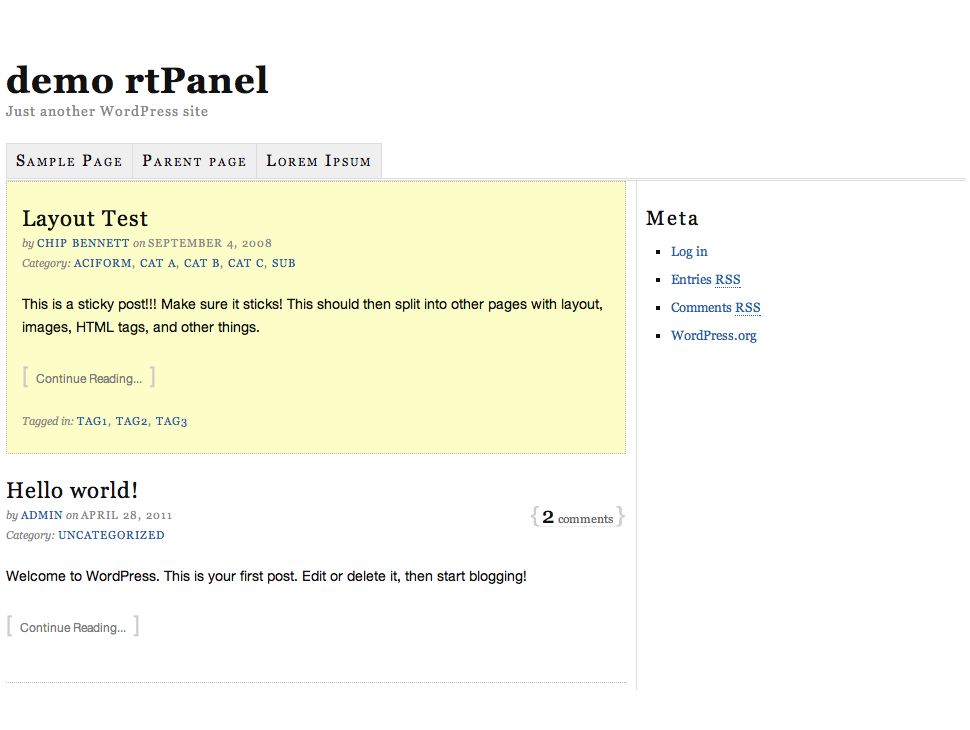 demo rtPanel
Just another WordPress site
Sample Page Parent page Lorem Ipsum
Layout Test
by CHIP BENNETT on SEPTEMBER 4, 2008
Category: ACIFORM, CAT A, CAT B, CAT C, SUB
This is a sticky post!!! Make sure it sticks! This should then split into other pages with layout,
images, HTML tags, and other things.
[ Continue Reading... ]
Tagged in: TAG1, TAG2, TAG3
Hello world!
by ADMIN on APRIL 28, 2011
{ 2 comments }
Category: UNCATEGORIZED
Welcome to WordPress. This is your first post. Edit or delete it, then start blogging!
[ Continue Reading... ]
Meta
Log in
Entries RSS
Comments RSS
WordPress.org